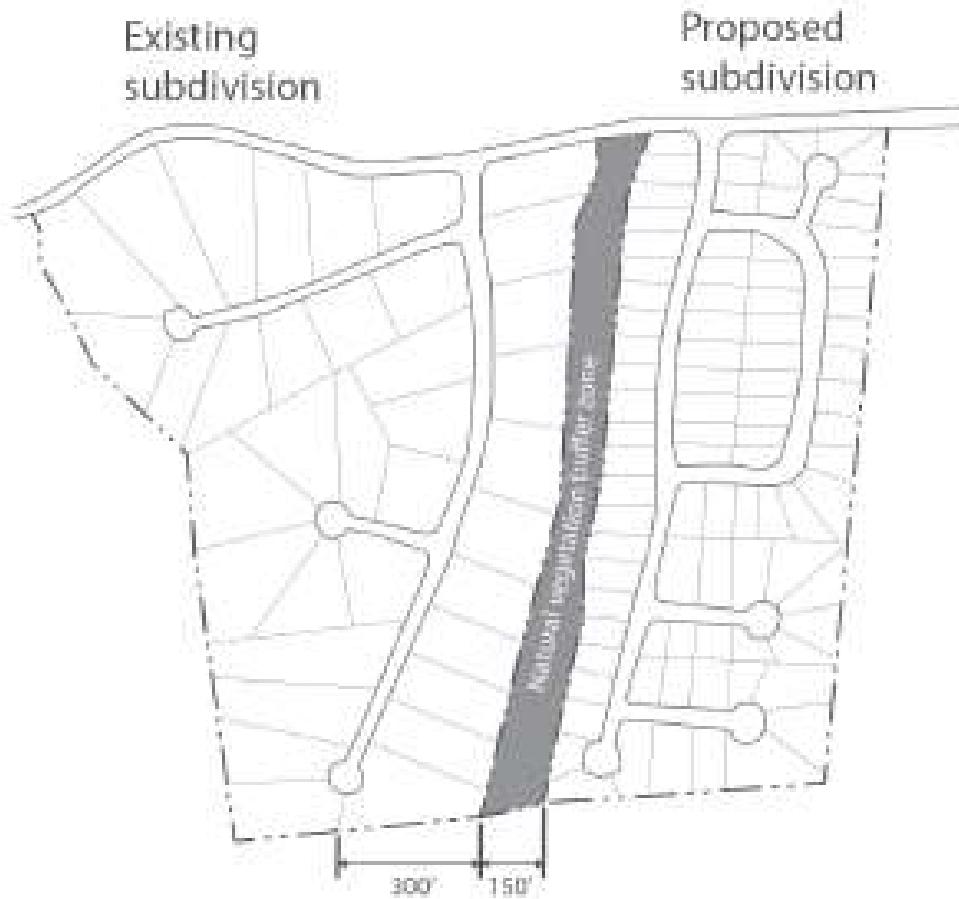 Existing
subdivision
Proposed
subdivision
Natural vegetation buffer zone
300'
150'